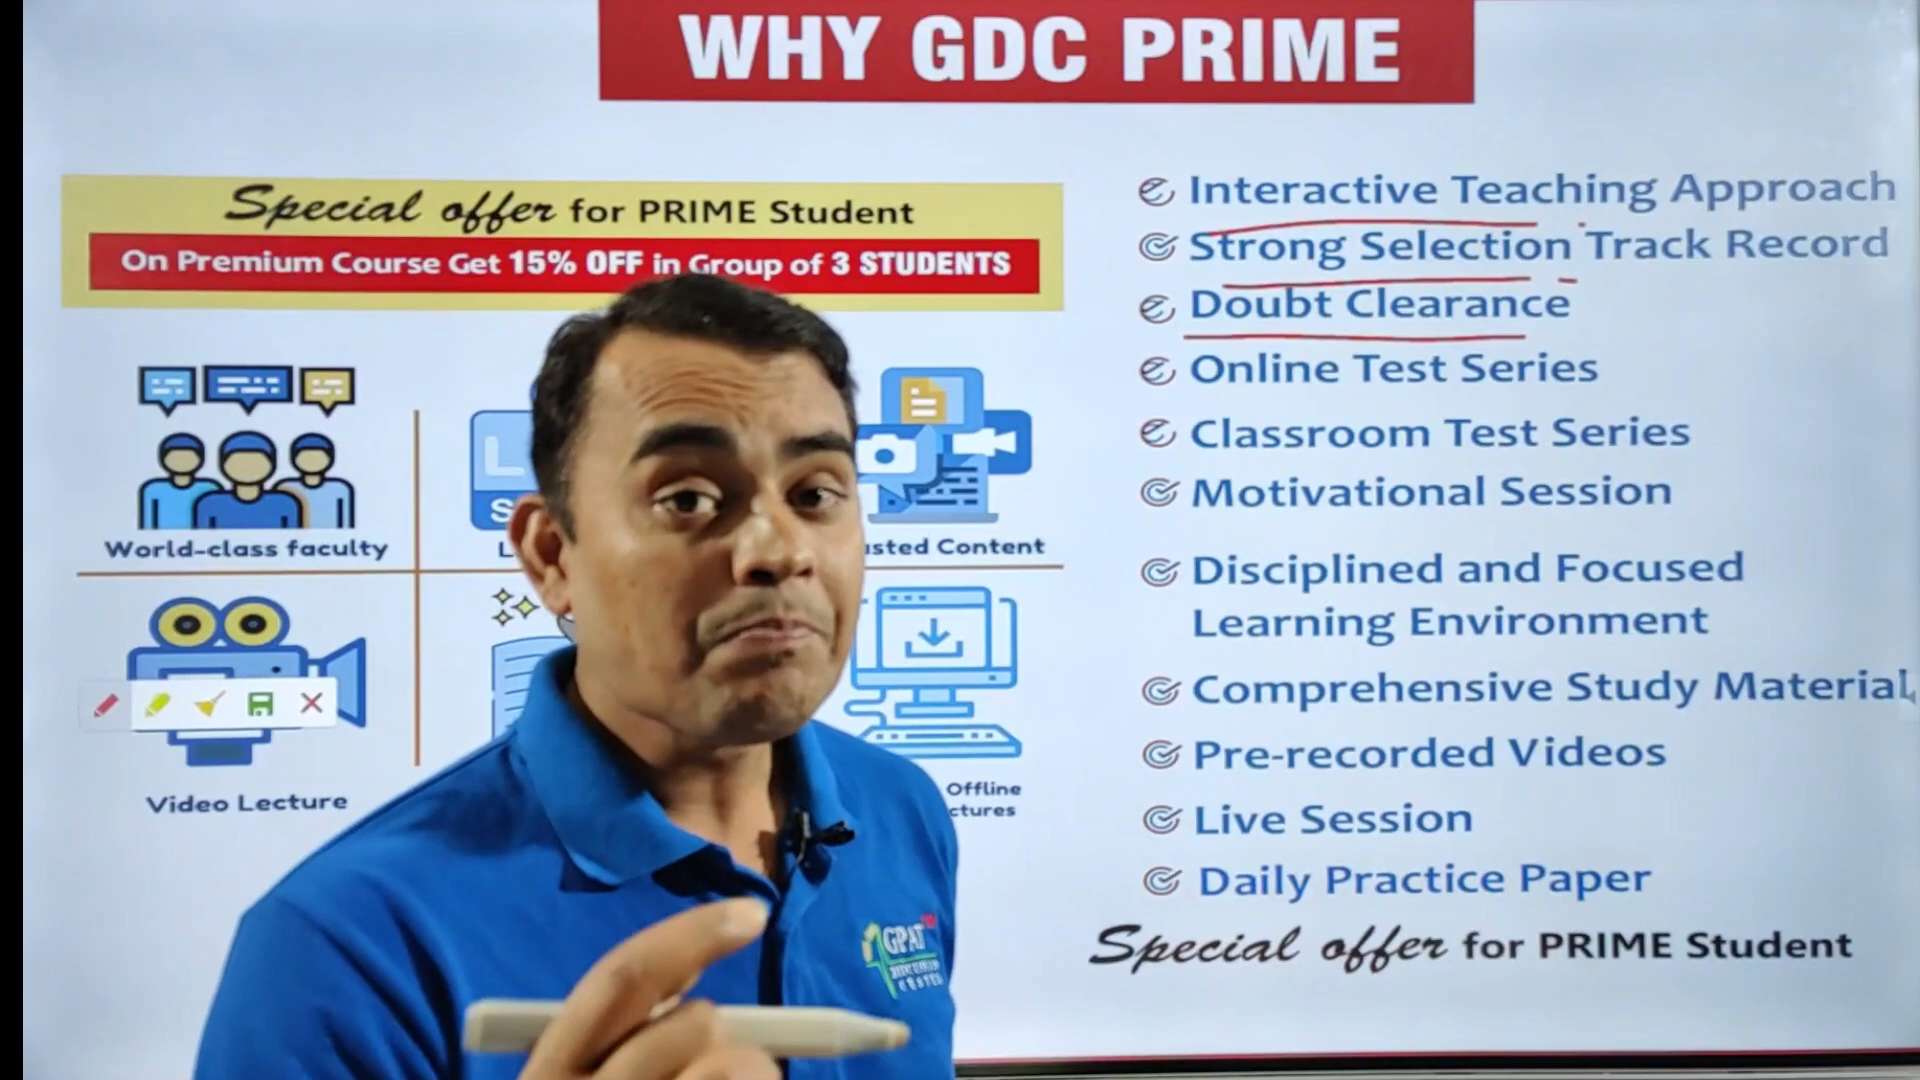 WHY GDC PRIME
Special offer for PRIME Student
On Premium Course Get 15% OFF in Group of 3 STUDENTS
World-class faculty
Content
Video Lecture
Offline
Interactive Teaching Approach
Strong Selection Track Record
Doubt Clearance
Online Test Series
Classroom Test Series
Motivational Session
Disciplined and Focused
Learning Environment
Comprehensive Study Material
Pre-recorded Videos
Live Session
Daily Practice Paper
Special offer for PRIME Student
GPAT